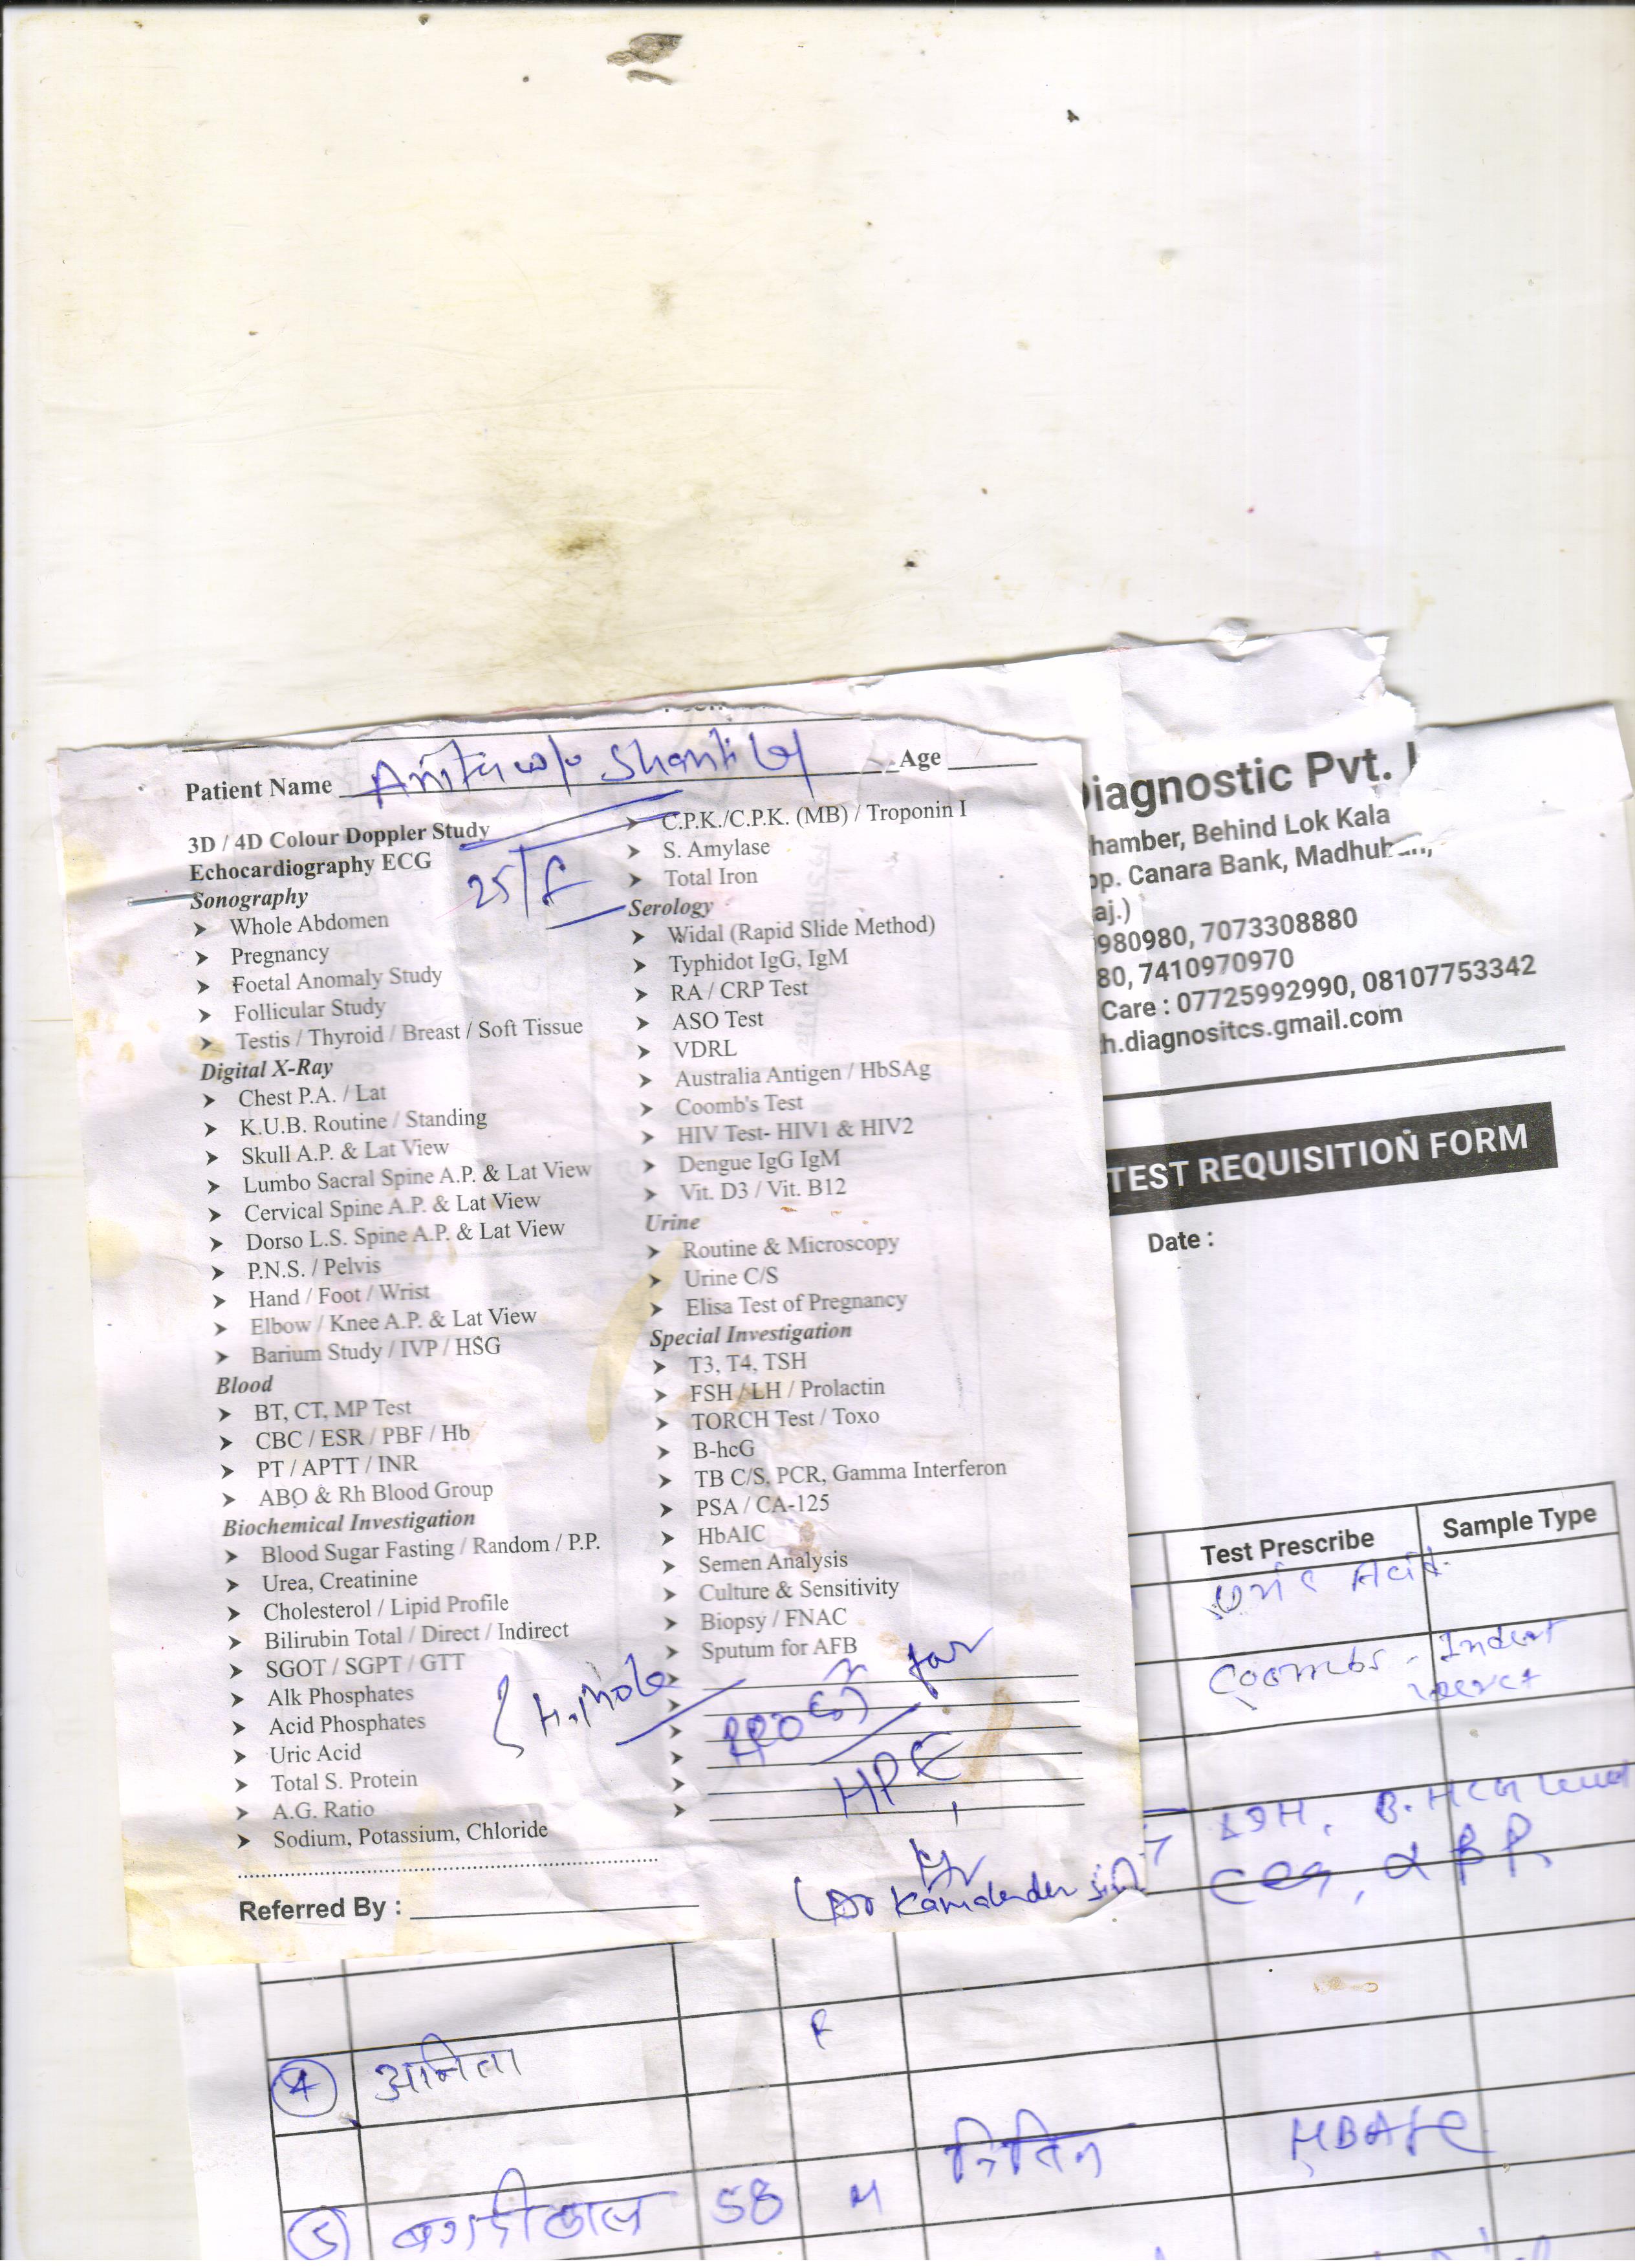 Patient Name Anita w/o Shantilal Age
25/F
3D / 4D Colour Doppler Study
Echocardiography ECG
Sonography
Whole Abdomen
Pregnancy
Foetal Anomaly Study
Follicular Study
Testis / Thyroid / Breast / Soft Tissue
Digital X-Ray
Chest P.A. / Lat
K.U.B. Routine / Standing
Skull A.P. & Lat View
Lumbo Sacral Spine A.P. & Lat View
Cervical Spine A.P. & Lat View
Dorso L.S. Spine A.P. & Lat View
P.N.S. / Pelvis
Hand / Foot / Wrist
Elbow / Knee A.P. & Lat View
Barium Study / IVP / HSG
Blood
BT, CT, MP Test
CBC / ESR / PBF / Hb
PT / APTT / INR
ABO & Rh Blood Group
Biochemical Investigation
Blood Sugar Fasting / Random / P.P.
Urea, Creatinine
Cholesterol / Lipid Profile
Bilirubin Total / Direct / Indirect
SGOT / SGPT / GTT
Alk Phosphates
Acid Phosphates
Uric Acid
Total S. Protein
A.G. Ratio
Sodium, Potassium, Chloride
C.P.K./C.P.K. (MB) / Troponin I
S. Amylase
Total Iron
Serology
Widal (Rapid Slide Method)
Typhidot IgG, IgM
RA / CRP Test
ASO Test
VDRL
Australia Antigen / HbSAg
Coomb's Test
HIV Test- HIV1 & HIV2
Dengue IgG IgM
Vit. D3 / Vit. B12
Urine
Routine & Microscopy
Urine C/S
Elisa Test of Pregnancy
Special Investigation
T3, T4, TSH
FSH / LH / Prolactin
TORCH Test / Toxo
B-hcG
TB C/S, PCR, Gamma Interferon
PSA / CA-125
HbAIC
Semen Analysis
Culture & Sensitivity
Biopsy / FNAC
Sputum for AFB
H. Mole
for
HPE
Referred By :
(Dr Kamalender
Diagnostic Pvt.
hamber, Behind Lok Kala
pp. Canara Bank, Madhuban,
aj.)
980980, 7073308880
80, 7410970970
Care : 07725992990, 08107753342
h.diagnositcs.gmail.com
TEST REQUISITION FORM
Date :
Test Prescribe Sample Type
Uric Acid
Coombs - Indirect
B. HCG
4 अनिता F
5 58 M नितिन HBA1C